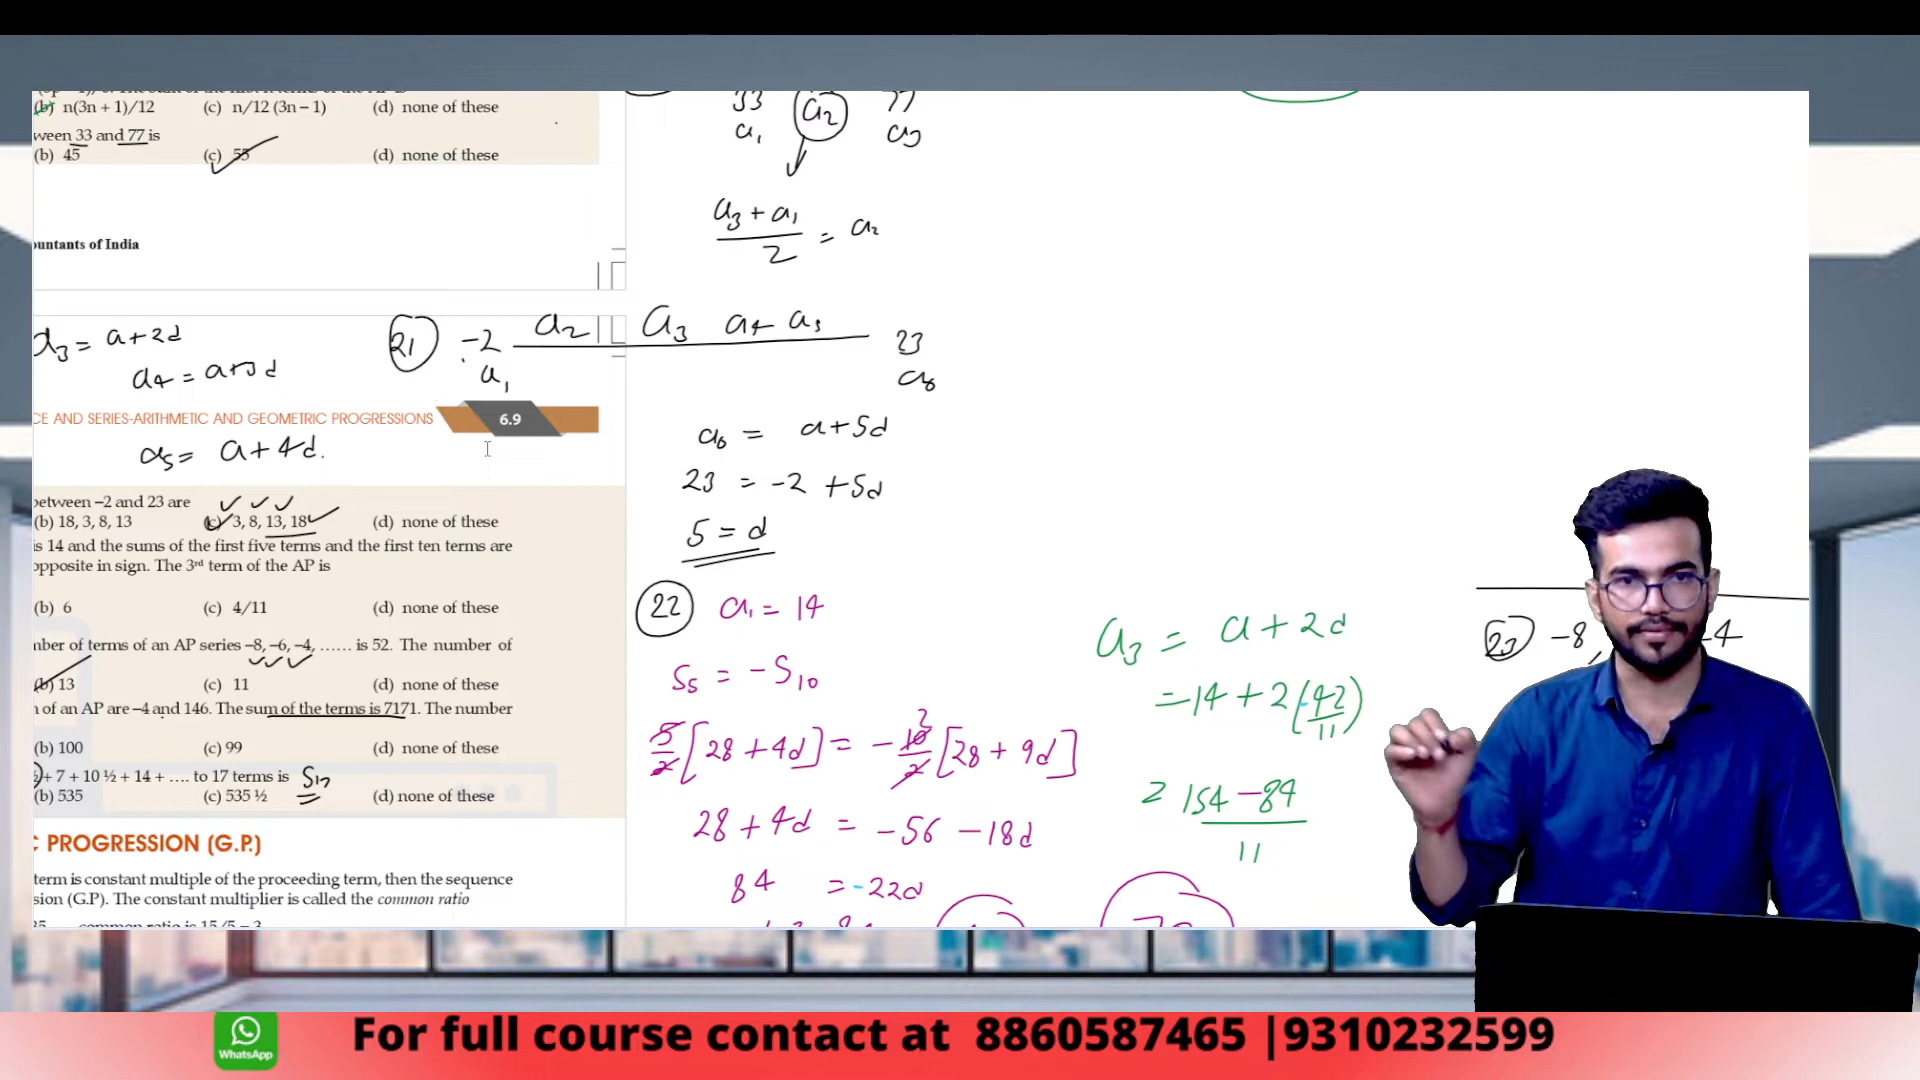 (b) n(3n + 1)/12 (c) n/12 (3n – 1) (d) none of these
ween 33 and 77 is
(b) 45 (c) 55 (d) none of these
ountants of India
33 a2 77
a1 a3
a3 + a1 / 2 = a2
a3 = a+2d
a4 = a+3d
CE AND SERIES-ARITHMETIC AND GEOMETRIC PROGRESSIONS 6.9
a5 = a+4d.
between –2 and 23 are
(b) 18, 3, 8, 13 (c) 3, 8, 13, 18 (d) none of these
is 14 and the sums of the first five terms and the first ten terms are
opposite in sign. The 3rd term of the AP is
(b) 6 (c) 4/11 (d) none of these
mber of terms of an AP series –8, –6, –4, …… is 52. The number of
(b) 13 (c) 11 (d) none of these
n of an AP are –4 and 146. The sum of the terms is 7171. The number
(b) 100 (c) 99 (d) none of these
+ 7 + 10 ½ + 14 + …. to 17 terms is S17
(b) 535 (c) 535 ½ (d) none of these
C PROGRESSION (G.P.)
term is constant multiple of the proceeding term, then the sequence
sion (G.P). The constant multiplier is called the common ratio
common ratio is 15/5 = 3
21 -2 a2 a3 a4 a5 23
a1 a6
a6 = a+5d
23 = -2 +5d
5 = d
22 a1 = 14
S5 = -S10
5/2 [28 + 4d] = - 10/2 [28 + 9d]
2
28 + 4d = -56 -18d
84 = -22d
a3 = a+2d
= 14 + 2(-42/11)
= 154 - 84 / 11
23 -8, -4
WhatsApp
For full course contact at 8860587465 |9310232599